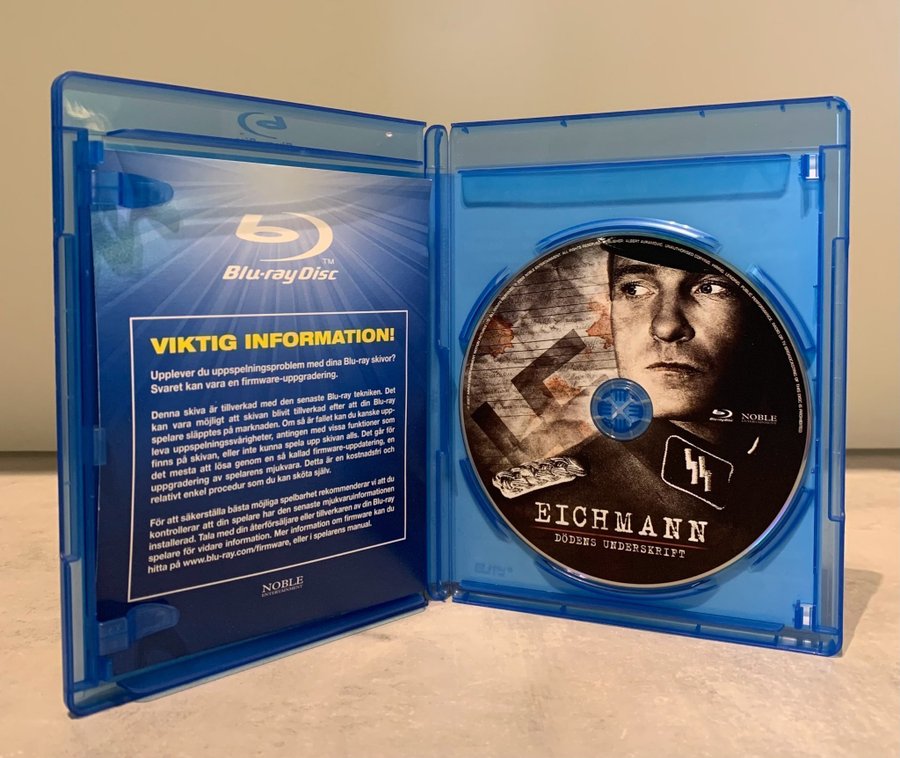 Blu-ray Disc
TM
VIKTIG INFORMATION!
Upplever du uppspelningsproblem med dina Blu-ray skivor?
Svaret kan vara en firmware-uppgradering.
Denna skiva är tillverkad med den senaste Blu-ray tekniken. Det
kan vara möjligt att skivan blivit tillverkad efter att din Blu-ray
spelare släpptes på marknaden. Om så är fallet kan du kanske upp-
leva uppspelningssvårigheter, antingen med vissa funktioner som
finns på skivan, eller inte kunna spela upp skivan alls. Det går för
det mesta att lösa genom en så kallad firmware-uppdatering, en
uppgradering av spelarens mjukvara. Detta är en kostnadsfri och
relativt enkel procedur som du kan sköta själv.
För att säkerställa bästa möjliga spelbarhet rekommenderar vi att du
kontrollerar att din spelare har den senaste mjukvaruinformationen
installerad. Tala med din återförsäljare eller tillverkaren av din Blu-ray
spelare för vidare information. Mer information om firmware kan du
hitta på www.blu-ray.com/firmware, eller i spelarens manual.
NOBLE
ENTERTAINMENT
NOBLE
ENTERTAINMENT
EICHMANN
DÖDENS UNDERSKRIFT